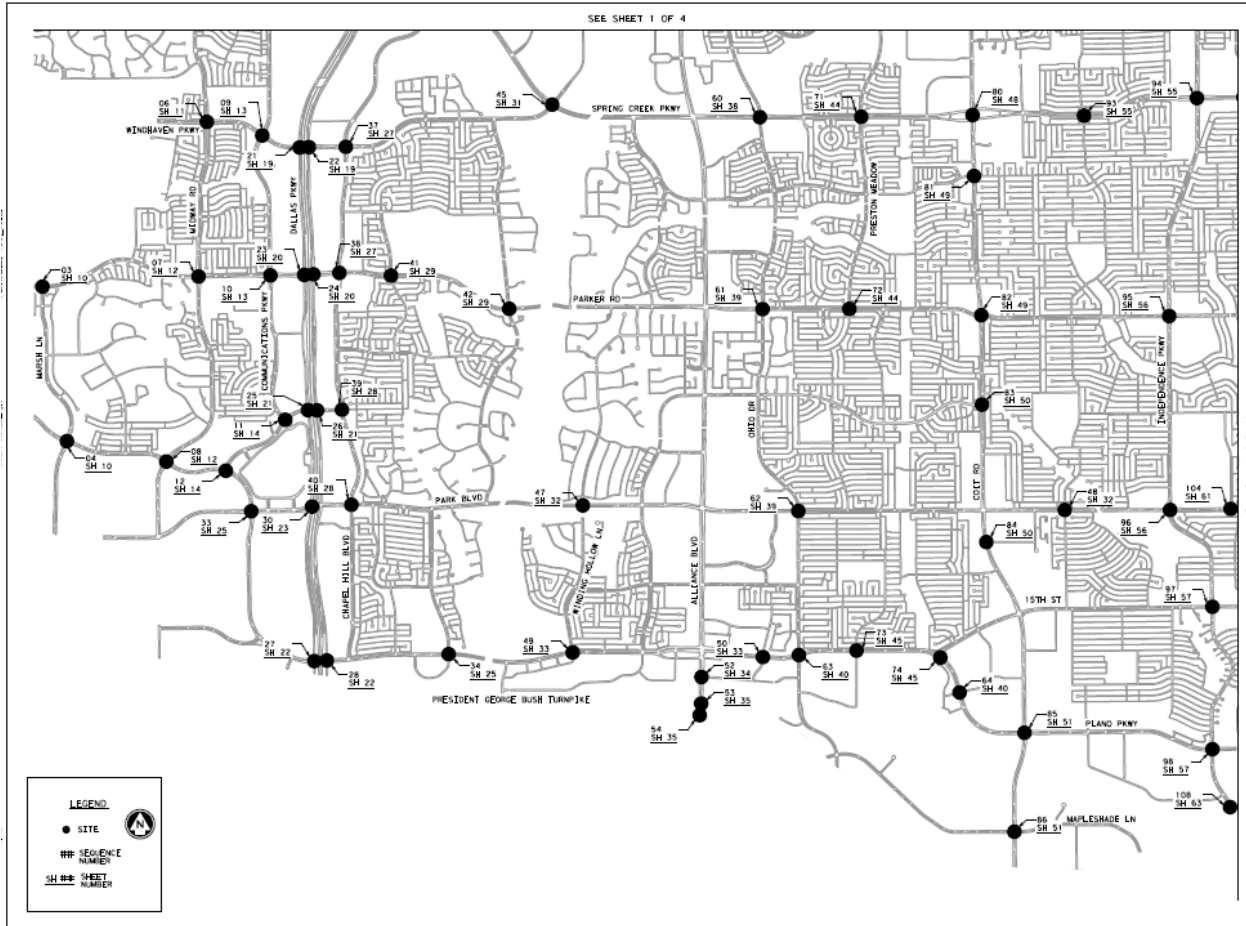 SEE SHEET 1 OF 4
06
SH 11
09
SH 13
WINDHAVEN PKWY
21
SH 19
22
SH 19
37
SH 27
45
SH 31
SPRING CREEK PKWY
60
SH 38
71
SH 44
80
SH 48
93
SH 55
94
SH 55
81
SH 49
MIDWAY RD
DALLAS PKWY
PRESTON MEADOW
03
SH 10
07
SH 12
23
SH 20
10
SH 13
24
SH 20
38
SH 27
41
SH 29
42
SH 29
PARKER RD
61
SH 39
72
SH 44
82
SH 49
95
SH 56
MARSH LN
COMMUNICATIONS PKWY
INDEPENDENCE PKWY
25
SH 21
11
SH 14
26
SH 21
39
SH 28
OHIO DR
83
SH 50
04
SH 10
08
SH 12
12
SH 14
33
SH 25
30
SH 23
40
SH 28
PARK BLVD
47
SH 32
62
SH 39
COIT RD
48
SH 32
96
SH 56
104
SH 61
84
SH 50
CHAPEL HILL BLVD
WINDING HOLLOW LN
ALLIANCE BLVD
15TH ST
97
SH 57
27
SH 22
28
SH 22
34
SH 25
49
SH 33
50
SH 33
63
SH 40
73
SH 45
74
SH 45
64
SH 40
52
SH 34
53
SH 35
54
SH 35
PRESIDENT GEORGE BUSH TURNPIKE
85
SH 51
PLANO PKWY
98
SH 57
108
SH 63
86
SH 51
MAPLESHADE LN
LEGEND
N
SITE
## SEQUENCE
NUMBER
SH ## SHEET
NUMBER